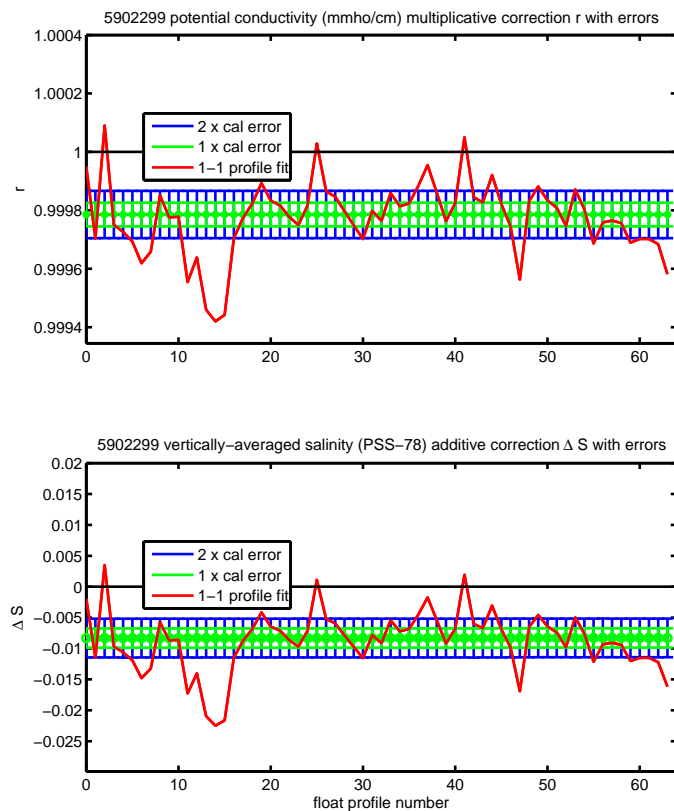 5902299 potential conductivity (mmho/cm) multiplicative correction r with errors
1.0004
1.0002
1
0.9998
0.9996
0.9994
r
2 x cal error
1 x cal error
1−1 profile fit
0 10 20 30 40 50 60
5902299 vertically−averaged salinity (PSS−78) additive correction Δ S with errors
0.02
0.015
0.01
0.005
0
−0.005
−0.01
−0.015
−0.02
−0.025
Δ S
2 x cal error
1 x cal error
1−1 profile fit
0 10 20 30 40 50 60
float profile number